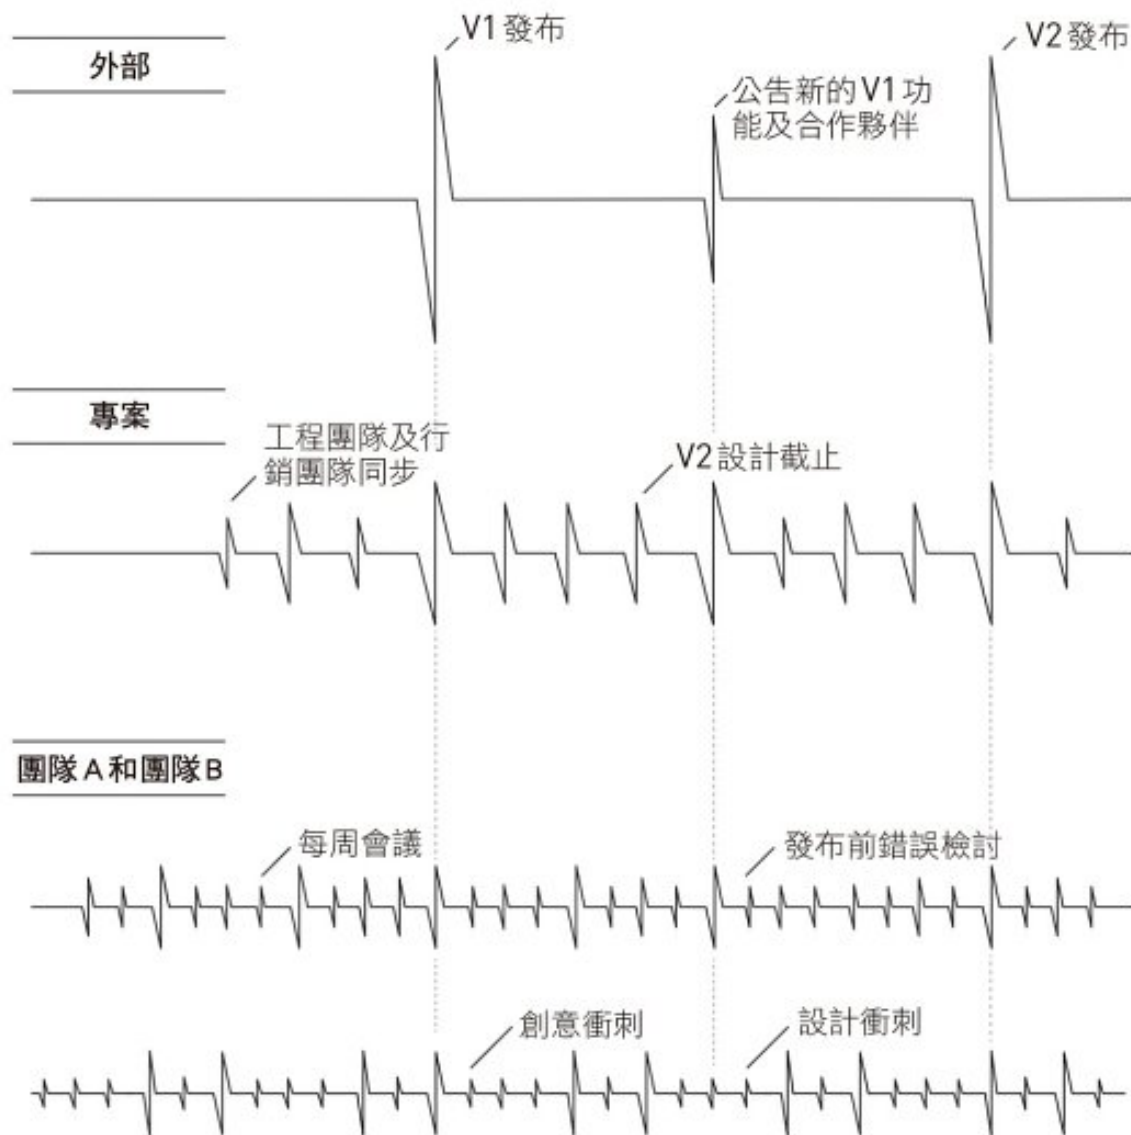 V1發布
V2發布
外部
公告新的V1功
能及合作夥伴
專案
工程團隊及行
銷團隊同步
V2設計截止
團隊A和團隊B
每周會議
發布前錯誤檢討
創意衝刺
設計衝刺